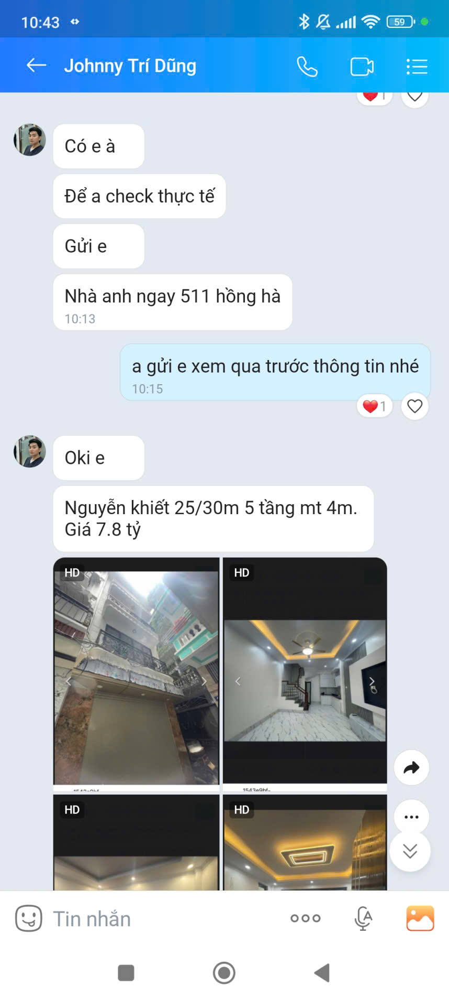 10:43
59
Johnny Trí Dũng
1
Có e à
Để a check thực tế
Gửi e
Nhà anh ngay 511 hồng hà
10:13
a gửi e xem qua trước thông tin nhé
10:15
1
Oki e
Nguyễn khiết 25/30m 5 tầng mt 4m.
Giá 7.8 tỷ
HD
HD
HD
HD
Tin nhắn